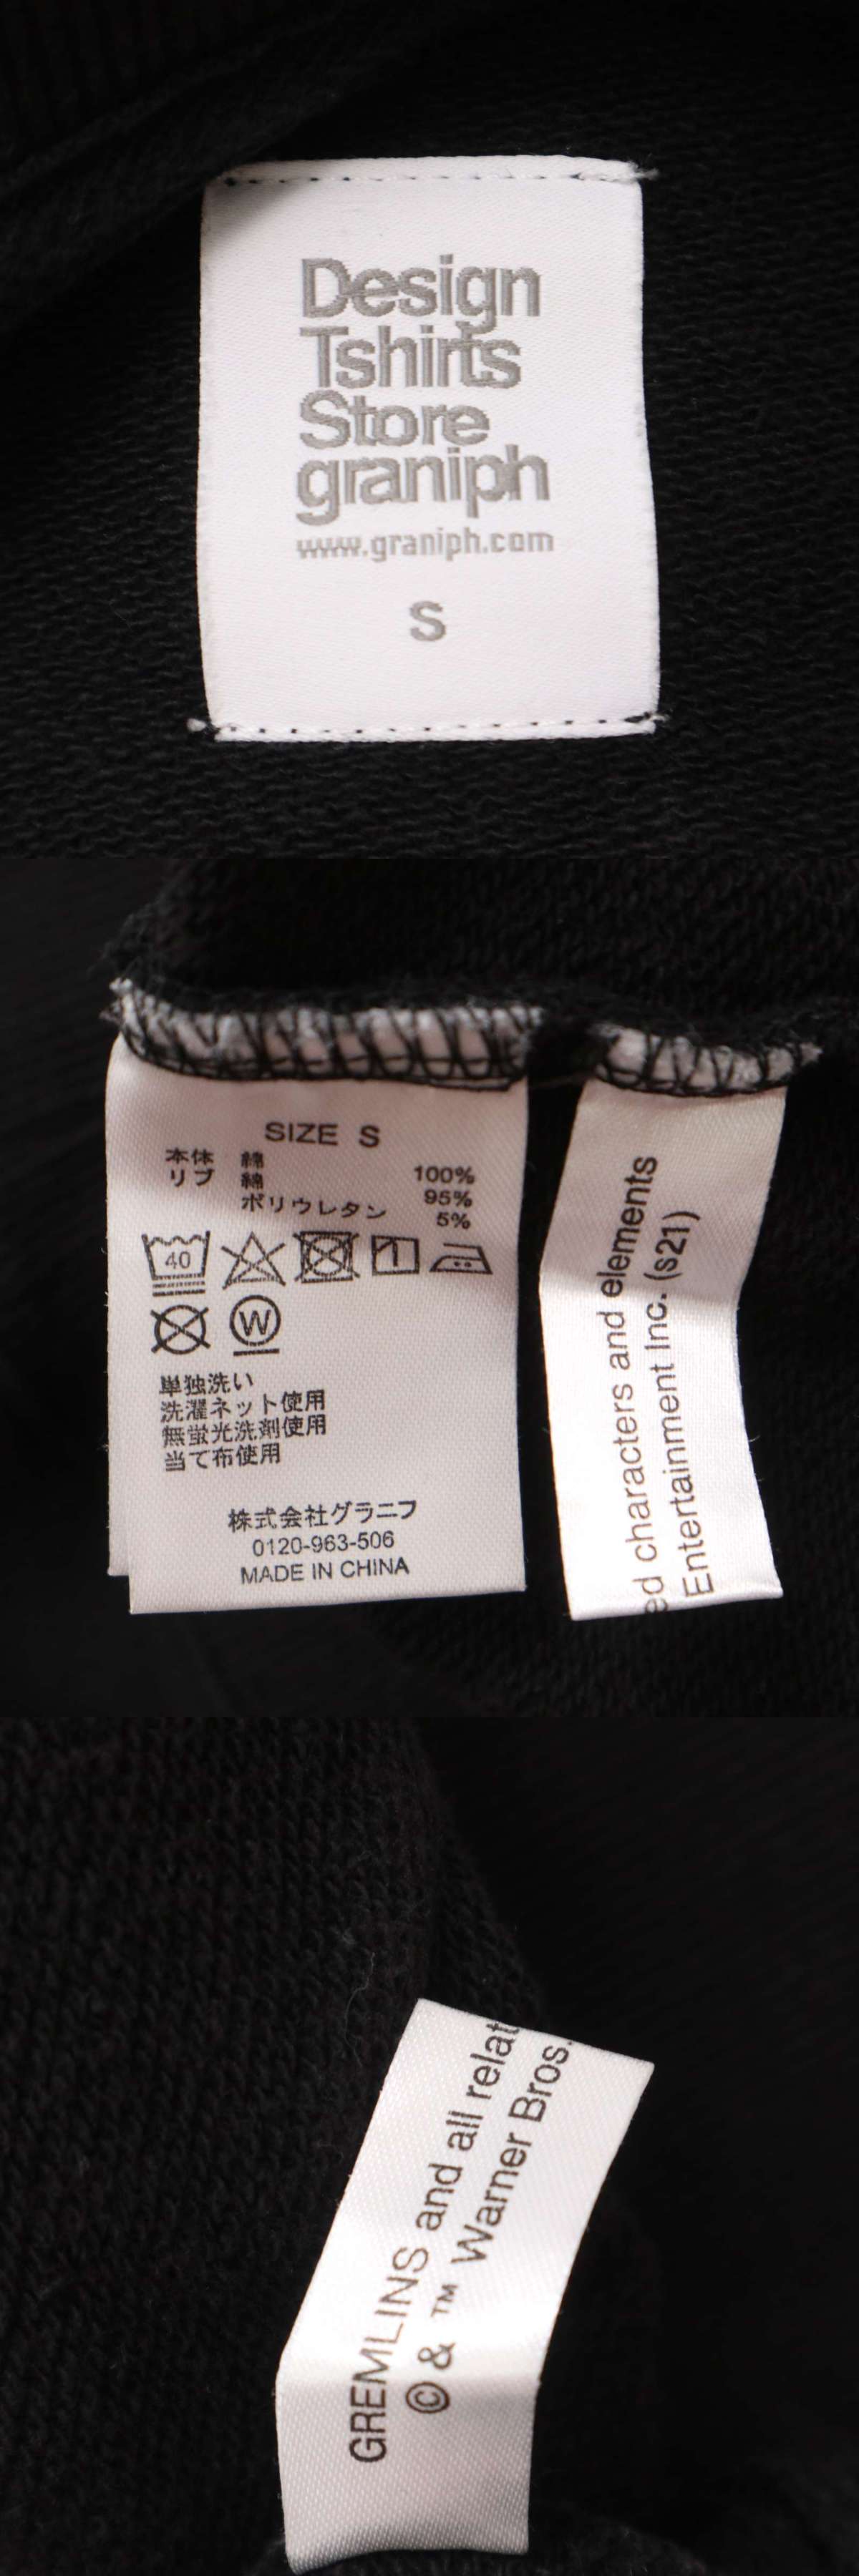 Design
Tshirts
Store
graniph
www.graniph.com
S
SIZE S
本体 綿 100%
リブ 綿 95%
ポリウレタン 5%
40
W
単独洗い
洗濯ネット使用
無蛍光洗剤使用
当て布使用
株式会社グラニフ
0120-963-506
MADE IN CHINA
ed characters and elements
Entertainment Inc. (s21)
GREMLINS and all relat
© & ™ Warner Bros.